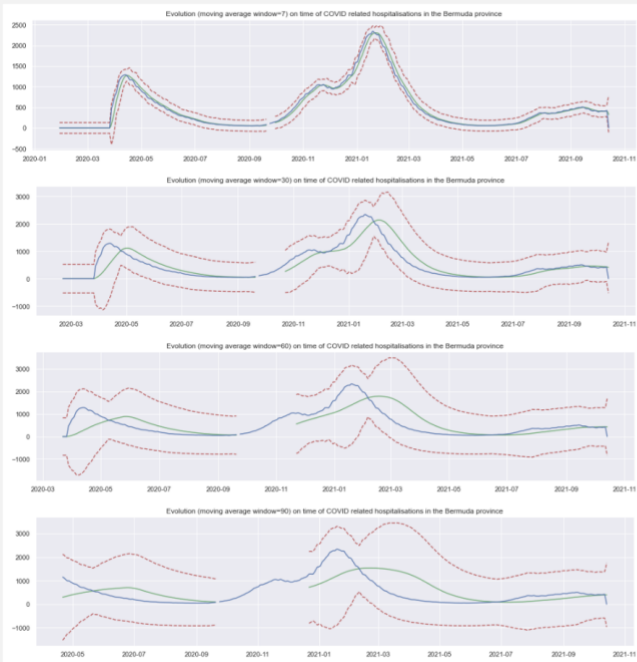 Evolution (moving average window=7) on time of COVID related hospitalisations in the Bermuda province
2500
2000
1500
1000
500
0
−500
2020-01 2020-03 2020-05 2020-07 2020-09 2020-11 2021-01 2021-03 2021-05 2021-07 2021-09 2021-11
Evolution (moving average window=30) on time of COVID related hospitalisations in the Bermuda province
3000
2000
1000
0
−1000
2020-03 2020-05 2020-07 2020-09 2020-11 2021-01 2021-03 2021-05 2021-07 2021-09 2021-11
Evolution (moving average window=60) on time of COVID related hospitalisations in the Bermuda province
3000
2000
1000
0
−1000
2020-03 2020-05 2020-07 2020-09 2020-11 2021-01 2021-03 2021-05 2021-07 2021-09 2021-11
Evolution (moving average window=90) on time of COVID related hospitalisations in the Bermuda province
3000
2000
1000
0
−1000
2020-05 2020-07 2020-09 2020-11 2021-01 2021-03 2021-05 2021-07 2021-09 2021-11